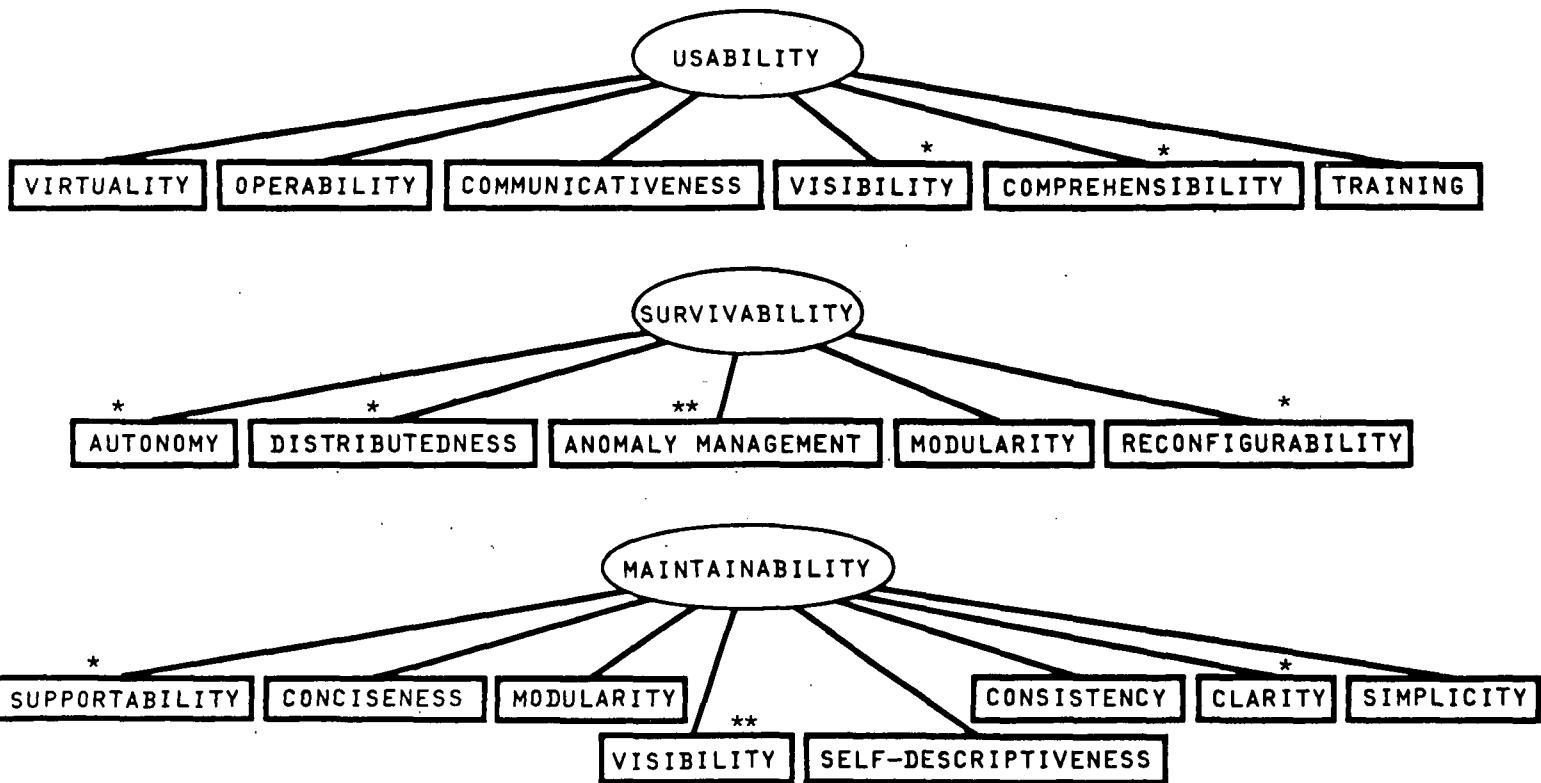 USABILITY
* *
VIRTUALITY OPERABILITY COMMUNICATIVENESS VISIBILITY COMPREHENSIBILITY TRAINING
SURVIVABILITY
* * ** *
AUTONOMY DISTRIBUTEDNESS ANOMALY MANAGEMENT MODULARITY RECONFIGURABILITY
MAINTAINABILITY
* *
SUPPORTABILITY CONCISENESS MODULARITY CONSISTENCY CLARITY SIMPLICITY
**
VISIBILITY SELF-DESCRIPTIVENESS